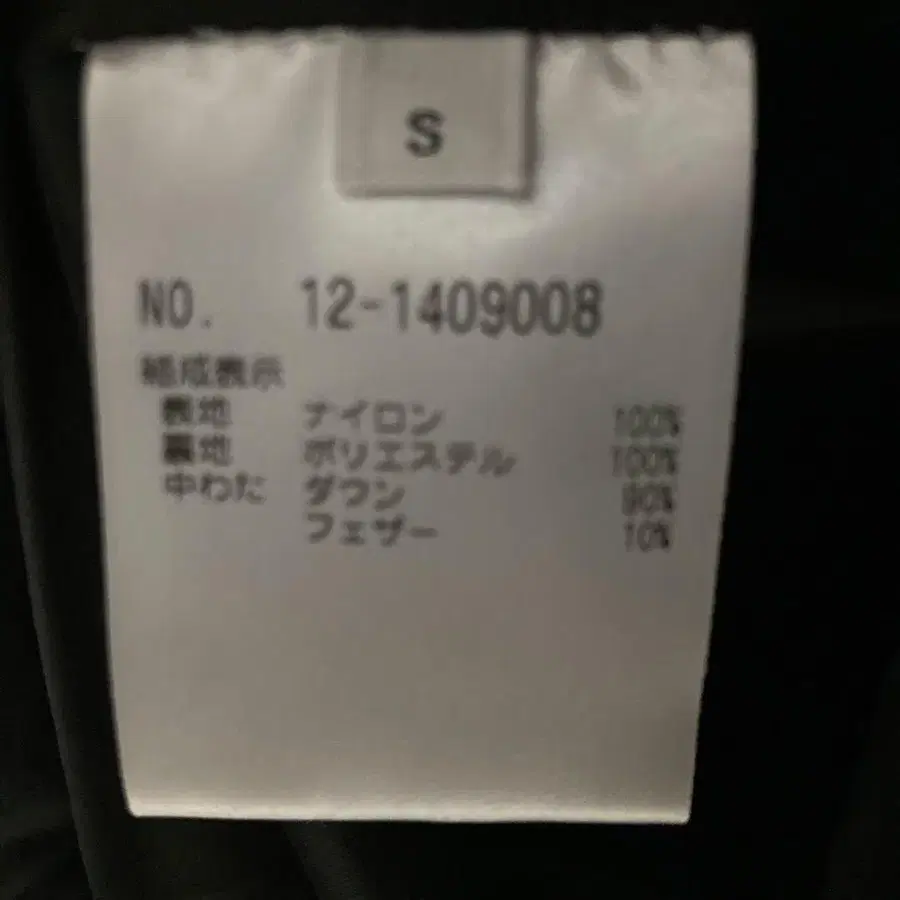 S
NO. 12-1409008
組成表示
表地 ナイロン 100%
裏地 ポリエステル 100%
中わた ダウン 90%
フェザー 10%